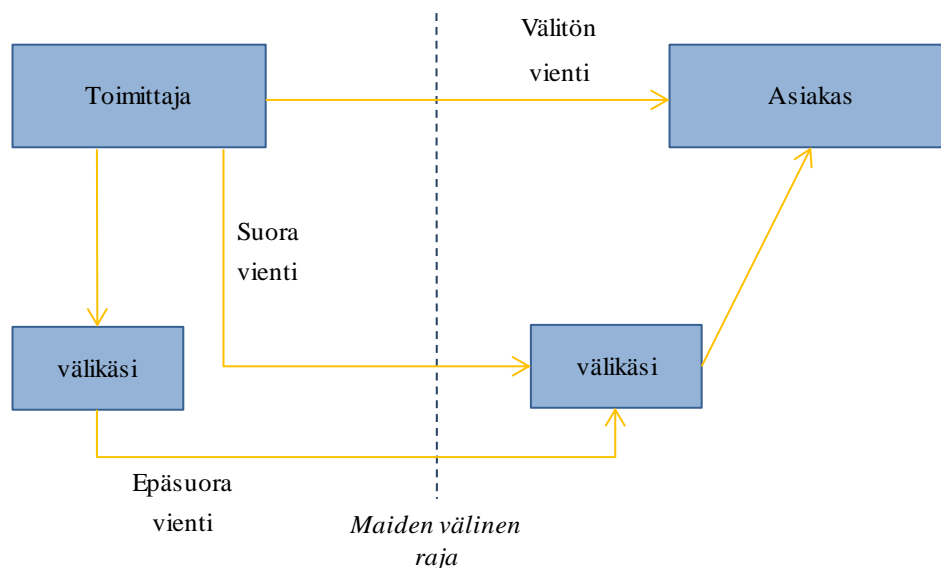 Välitön
vienti
Toimittaja
Asiakas
Suora
vienti
välikäsi
välikäsi
Epäsuora
vienti
Maiden välinen
raja